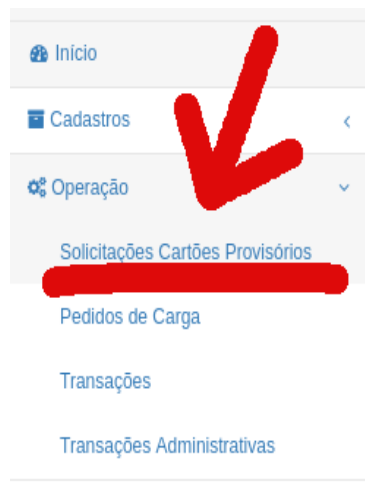 Início
Cadastros
Operação
Solicitações Cartões Provisórios
Pedidos de Carga
Transações
Transações Administrativas